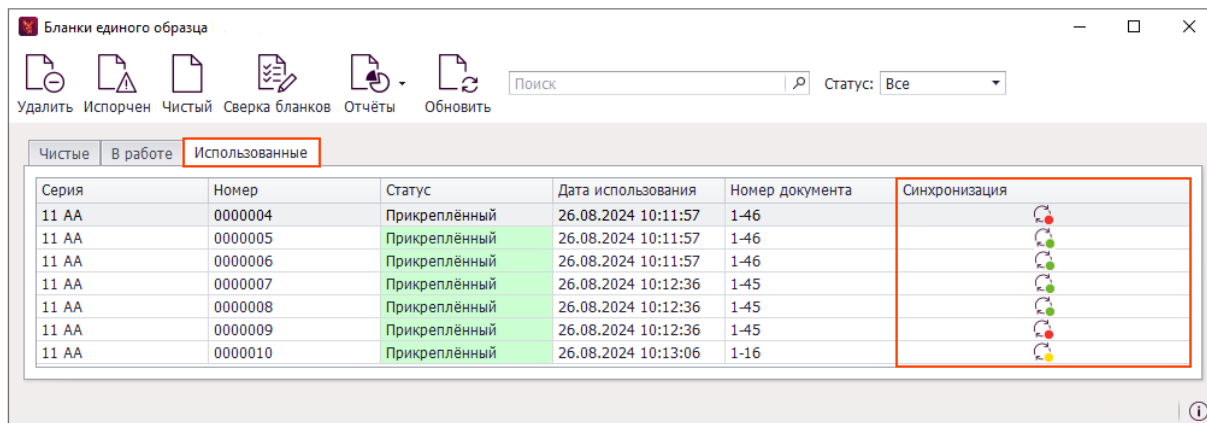 Бланки единого образца
Удалить Испорчен Чистый Сверка бланков Отчёты Обновить Поиск Статус: Все
Чистые В работе Использованные
Серия Номер Статус Дата использования Номер документа Синхронизация
11 АА 0000004 Прикреплённый 26.08.2024 10:11:57 1-46
11 АА 0000005 Прикреплённый 26.08.2024 10:11:57 1-46
11 АА 0000006 Прикреплённый 26.08.2024 10:11:57 1-46
11 АА 0000007 Прикреплённый 26.08.2024 10:12:36 1-45
11 АА 0000008 Прикреплённый 26.08.2024 10:12:36 1-45
11 АА 0000009 Прикреплённый 26.08.2024 10:12:36 1-45
11 АА 0000010 Прикреплённый 26.08.2024 10:13:06 1-16